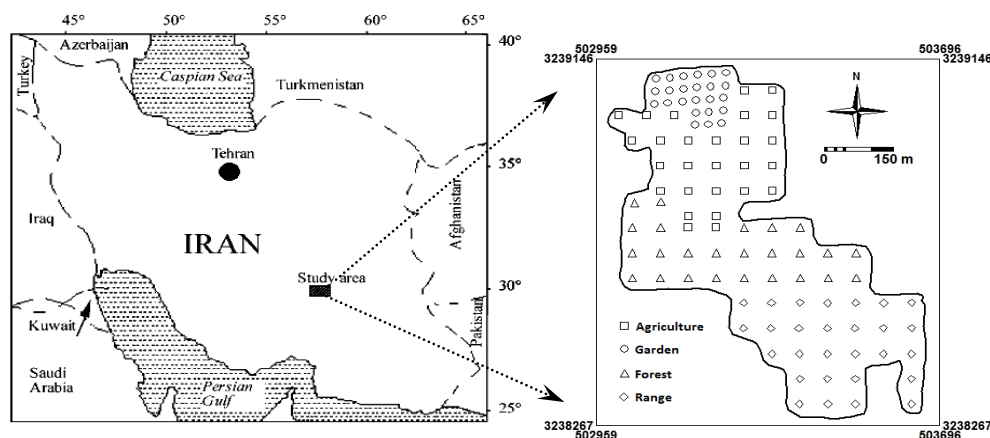 45° 50° 55° 60° 65°
40°
Azerbaijan
Turkey
Caspian Sea
Turkmenistan
Tehran
35°
Iraq
IRAN
Afghanistan
Study area
30°
Kuwait
Pakistan
Saudi
Arabia
Persian
Gulf
25°
502959 503696
3239146 3239146
N
0 150 m
Agriculture
Garden
Forest
Range
3238267 3238267
502959 503696